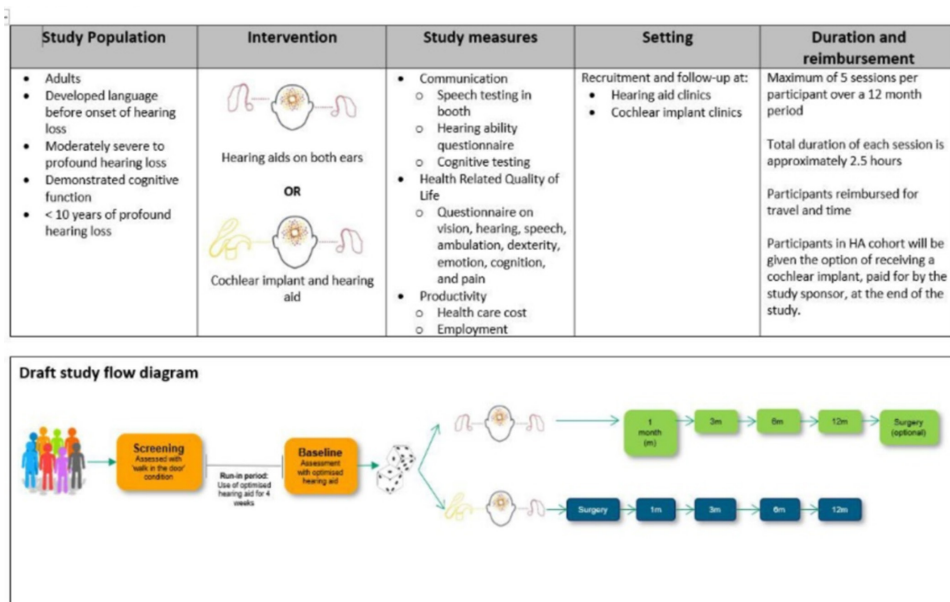 Study Population
Intervention
Study measures
Setting
Duration and
reimbursement
• Adults
• Developed language
before onset of hearing
loss
• Moderately severe to
profound hearing loss
• Demonstrated cognitive
function
• < 10 years of profound
hearing loss
Hearing aids on both ears
OR
Cochlear implant and hearing
aid
• Communication
o Speech testing in
booth
o Hearing ability
questionnaire
o Cognitive testing
• Health Related Quality of
Life
o Questionnaire on
vision, hearing, speech,
ambulation, dexterity,
emotion, cognition,
and pain
• Productivity
o Health care cost
o Employment
Recruitment and follow-up at:
• Hearing aid clinics
• Cochlear implant clinics
Maximum of 5 sessions per
participant over a 12 month
period
Total duration of each session is
approximately 2.5 hours
Participants reimbursed for
travel and time
Participants in HA cohort will be
given the option of receiving a
cochlear implant, paid for by the
study sponsor, at the end of the
study.
Draft study flow diagram
Screening
Assessed with
'walk in the door'
condition
Run-in period:
Use of optimised
hearing aid for 4
weeks
Baseline
Assessment
with optimised
hearing aid
1
month
(m)
3m
6m
12m
Surgery
(optional)
Surgery
1m
3m
6m
12m